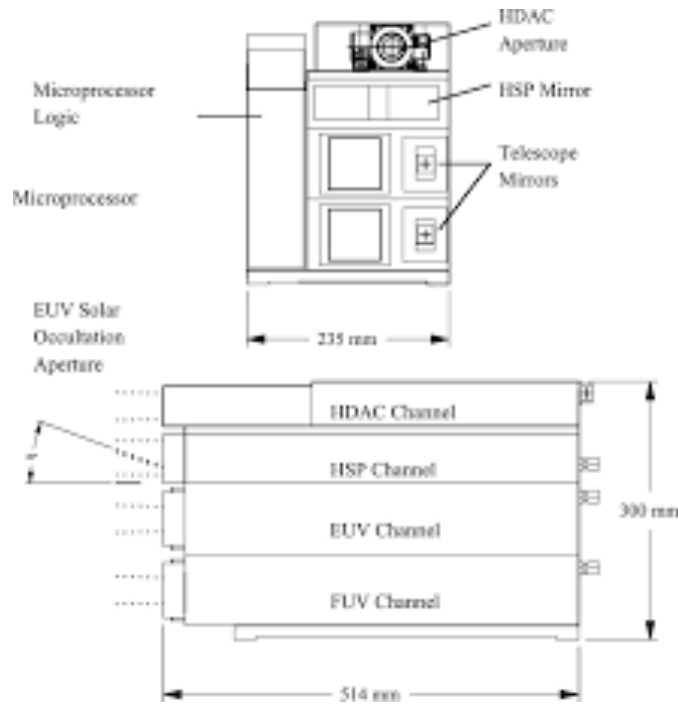 HDAC
Aperture
Microprocessor
Logic
HSP Mirror
Telescope
Mirrors
Microprocessor
EUV Solar
Occultation
Aperture
235 mm
HDAC Channel
HSP Channel
300 mm
EUV Channel
FUV Channel
514 mm